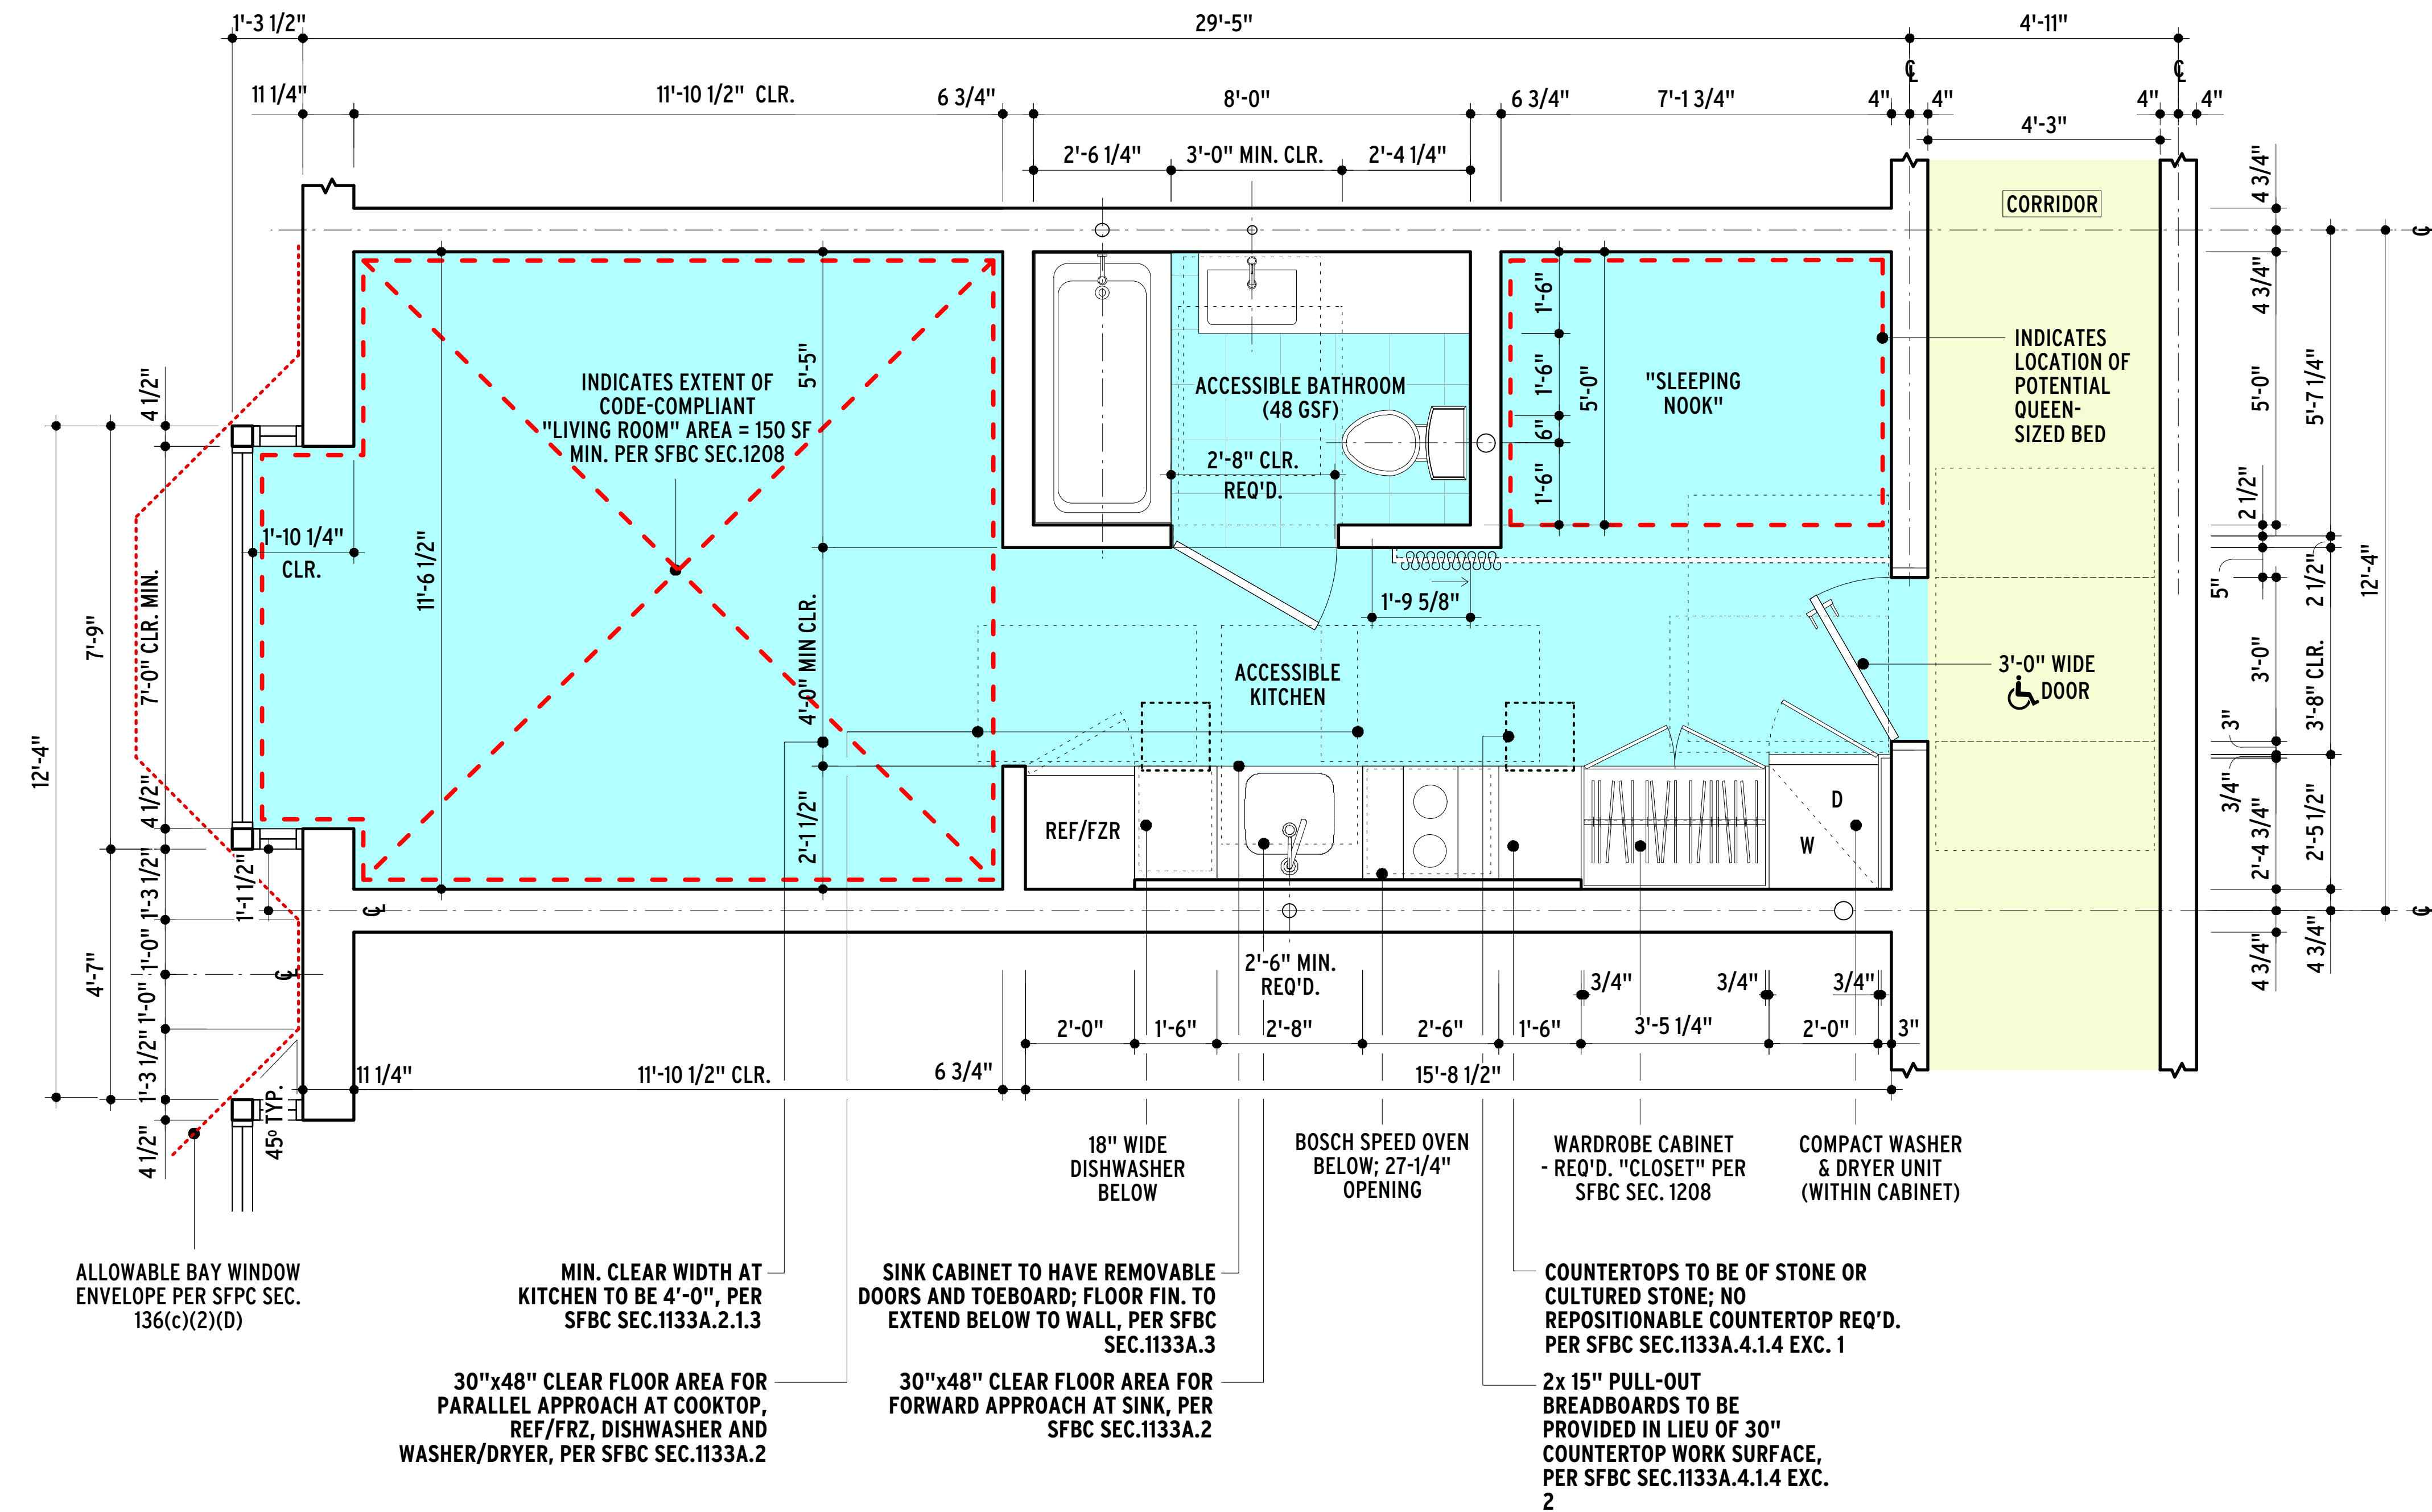 1'-3 1/2"
29'-5"
4'-11"
℄
℄
11 1/4"
11'-10 1/2" CLR.
6 3/4"
8'-0"
6 3/4"
7'-1 3/4"
4"
4"
4"
4"
4'-3"
2'-6 1/4"
3'-0" MIN. CLR.
2'-4 1/4"
4 3/4"
CORRIDOR
℄
4 3/4"
1'-6"
5'-5"
INDICATES
LOCATION OF
POTENTIAL
QUEEN-
SIZED BED
5'-7 1/4"
INDICATES EXTENT OF
CODE-COMPLIANT
"LIVING ROOM" AREA = 150 SF
MIN. PER SFBC SEC.1208
ACCESSIBLE BATHROOM
(48 GSF)
1'-6"
5'-0"
"SLEEPING
NOOK"
5'-0"
4 1/2"
6"
2'-8" CLR.
REQ'D.
1'-6"
2 1/2"
1'-10 1/4"
CLR.
11'-6 1/2"
12'-4"
5"
2 1/2"
1'-9 5/8"
7'-9"
7'-0" CLR. MIN.
4'-0" MIN CLR.
ACCESSIBLE
KITCHEN
3'-0" WIDE
DOOR
3'-0"
3'-8" CLR.
3"
12'-4"
4 1/2"
2'-1 1/2"
REF/FZR
D
W
3/4"
2'-4 3/4"
2'-5 1/2"
1'-3 1/2"
1'-1 1/2"
℄
℄
4'-7"
1'-0"
℄
2'-6" MIN.
REQ'D.
3/4"
3/4"
3/4"
4 3/4"
4 3/4"
1'-0"
2'-0"
1'-6"
2'-8"
2'-6"
1'-6"
3'-5 1/4"
2'-0"
3"
1'-3 1/2"
11 1/4"
11'-10 1/2" CLR.
6 3/4"
15'-8 1/2"
4 1/2"
45º TYP.
18" WIDE
DISHWASHER
BELOW
BOSCH SPEED OVEN
BELOW; 27-1/4"
OPENING
WARDROBE CABINET
- REQ'D. "CLOSET" PER
SFBC SEC. 1208
COMPACT WASHER
& DRYER UNIT
(WITHIN CABINET)
ALLOWABLE BAY WINDOW
ENVELOPE PER SFPC SEC.
136(c)(2)(D)
MIN. CLEAR WIDTH AT
KITCHEN TO BE 4'-0", PER
SFBC SEC.1133A.2.1.3
SINK CABINET TO HAVE REMOVABLE
DOORS AND TOEBOARD; FLOOR FIN. TO
EXTEND BELOW TO WALL, PER SFBC
SEC.1133A.3
COUNTERTOPS TO BE OF STONE OR
CULTURED STONE; NO
REPOSITIONABLE COUNTERTOP REQ'D.
PER SFBC SEC.1133A.4.1.4 EXC. 1
30"x48" CLEAR FLOOR AREA FOR
PARALLEL APPROACH AT COOKTOP,
REF/FRZ, DISHWASHER AND
WASHER/DRYER, PER SFBC SEC.1133A.2
30"x48" CLEAR FLOOR AREA FOR
FORWARD APPROACH AT SINK, PER
SFBC SEC.1133A.2
2x 15" PULL-OUT
BREADBOARDS TO BE
PROVIDED IN LIEU OF 30"
COUNTERTOP WORK SURFACE,
PER SFBC SEC.1133A.4.1.4 EXC.
2